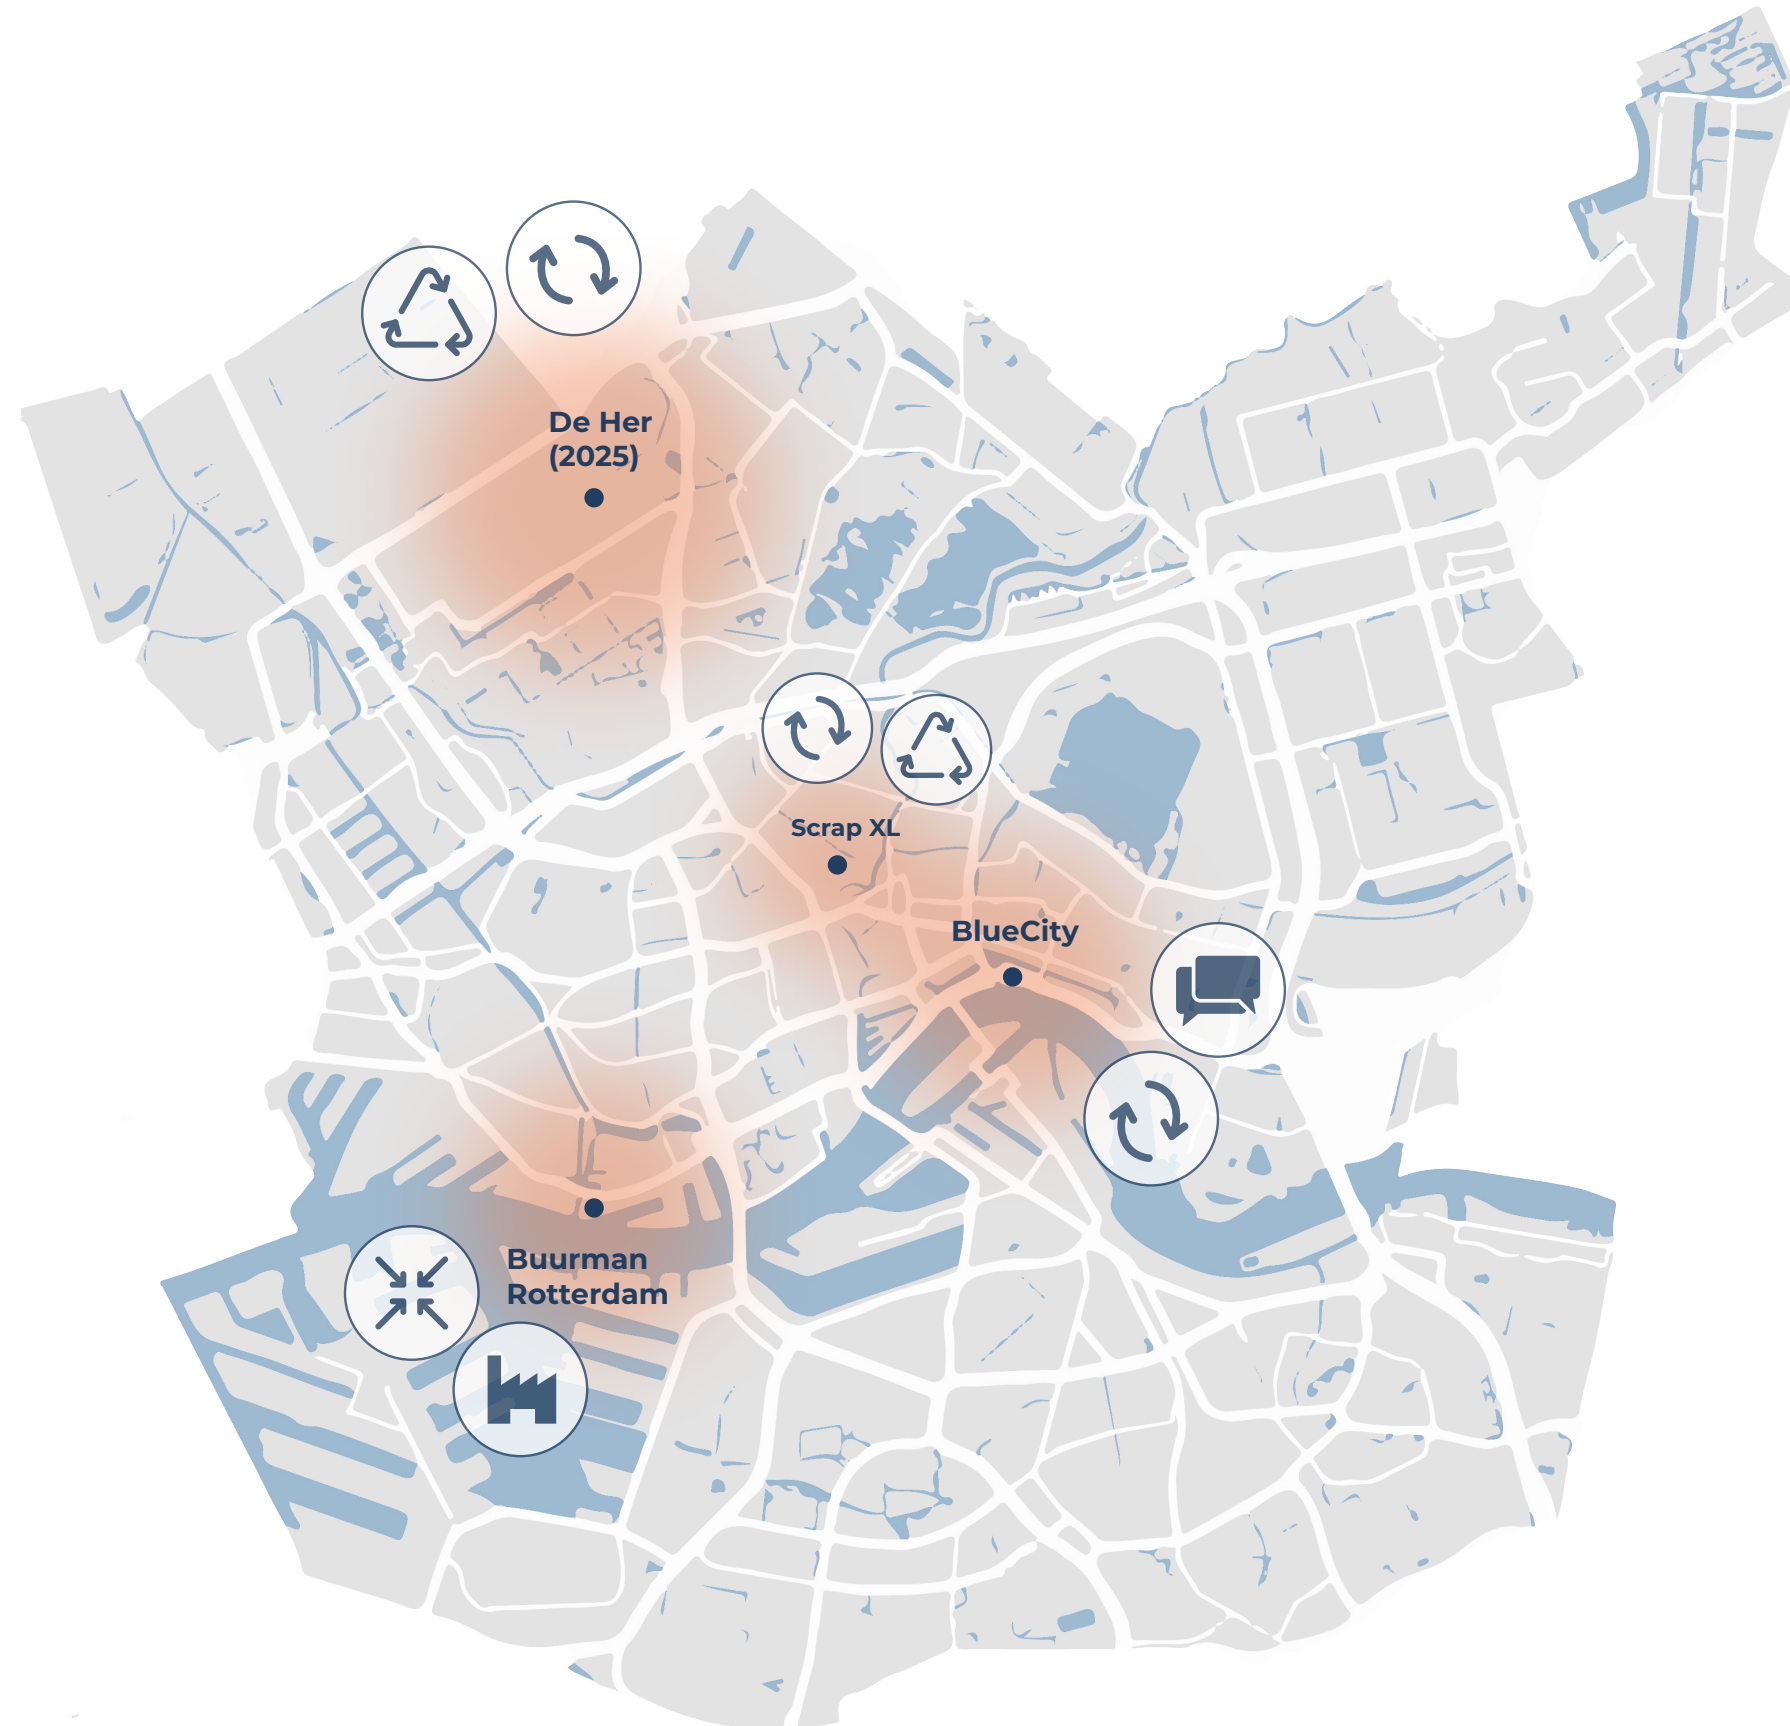 De Her
(2025)
Scrap XL
BlueCity
Buurman
Rotterdam